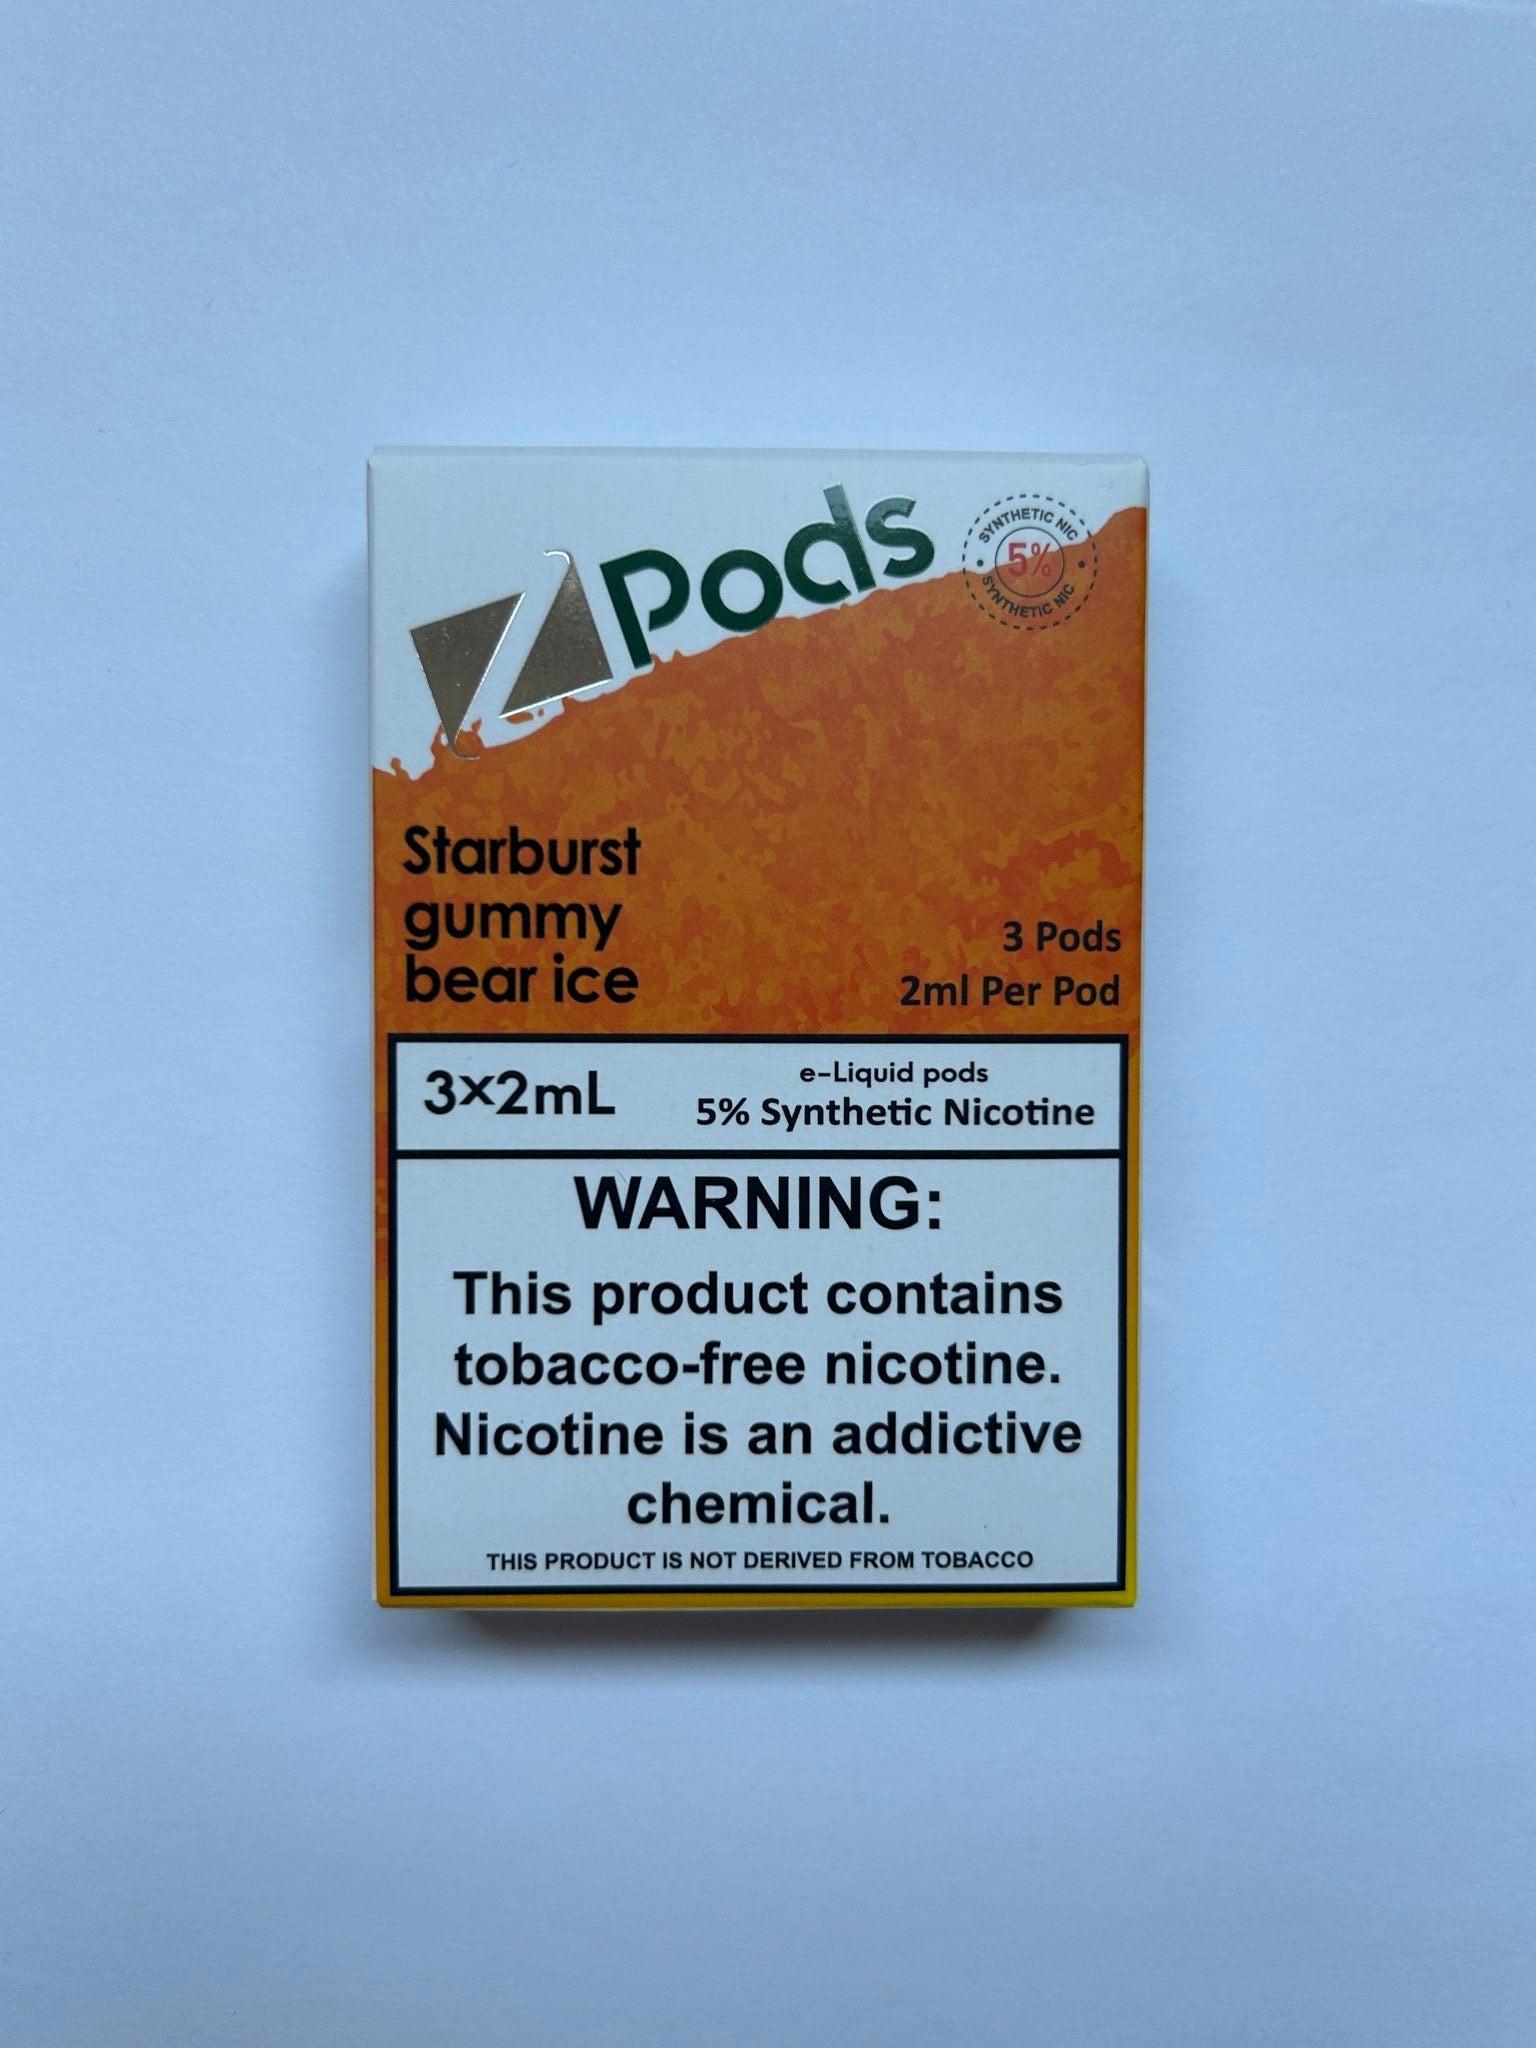 Z Pods
SYNTHETIC NIC
5%
SYNTHETIC NIC
Starburst
gummy
bear ice
3 Pods
2ml Per Pod
3×2mL
e-Liquid pods
5% Synthetic Nicotine
WARNING:
This product contains
tobacco-free nicotine.
Nicotine is an addictive
chemical.
THIS PRODUCT IS NOT DERIVED FROM TOBACCO